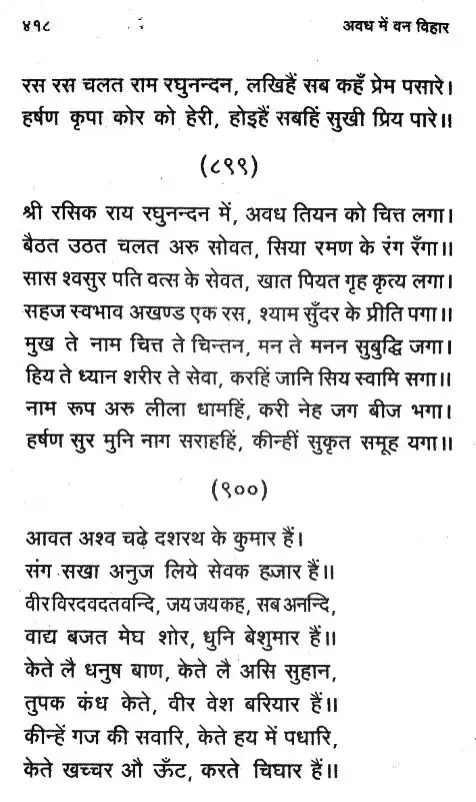 ४१८ अवध में वन विहार
रस रस चलत राम रघुनन्दन, लखिहैं सब कहँ प्रेम पसारे।
हर्षण कृपा कोर को हेरी, होइहैं सबहिं सुखी प्रिय पारे॥
(८९९)
श्री रसिक राय रघुनन्दन में, अवध तियन को चित्त लगा।
बैठत उठत चलत अरु सोवत, सिया रमण के रंग रँगा॥
सास श्वसुर पति वत्स के सेवत, खात पियत गृह कृत्य लगा।
सहज स्वभाव अखण्ड एक रस, श्याम सुँदर के प्रीति पगा॥
मुख ते नाम चित्त ते चिन्तन, मन ते मनन सुबुद्धि जगा।
हिय ते ध्यान शरीर ते सेवा, करहिं जानि सिय स्वामि सगा॥
नाम रूप अरु लीला धामहिं, करी नेह जग बीज भगा।
हर्षण सुर मुनि नाग सराहहिं, कीन्हीं सुकृत समूह यगा॥
(९००)
आवत अश्व चढ़े दशरथ के कुमार हैं।
संग सखा अनुज लिये सेवक हजार हैं॥
वीर विरद वदत वन्दि, जय जय कह, सब अनन्दि,
वाद्य बजत मेघ शोर, धुनि बेशुमार हैं॥
केते लै धनुष बाण, केते लै असि सुहान,
तुपक कंध केते, वीर वेश बरियार हैं॥
कीन्हें गज की सवारि, केते हय में पधारि,
केते खच्चर औ ऊँट, करते चिघार हैं॥